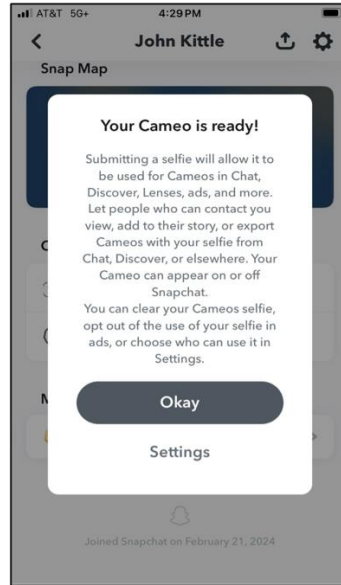 AT&T 5G+ 4:29 PM
John Kittle
Snap Map
Your Cameo is ready!
Submitting a selfie will allow it to
be used for Cameos in Chat,
Discover, Lenses, ads, and more.
Let people who can contact you
view, add to their story, or export
Cameos with your selfie from
Chat, Discover, or elsewhere. Your
Cameo can appear on or off
Snapchat.
You can clear your Cameos selfie,
opt out of the use of your selfie in
ads, or choose who can use it in
Settings.
Okay
Settings
Joined Snapchat on February 21, 2024